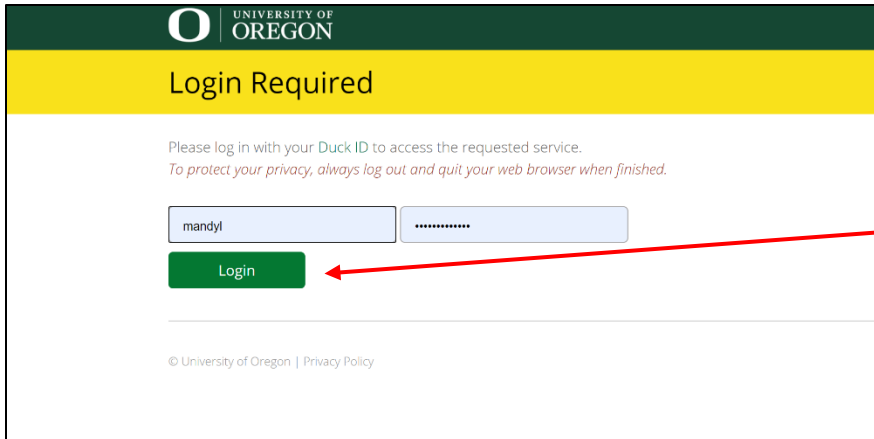 UNIVERSITY OF
OREGON
Login Required
Please log in with your Duck ID to access the requested service.
To protect your privacy, always log out and quit your web browser when finished.
mandyl •••••••••••••
Login
© University of Oregon | Privacy Policy